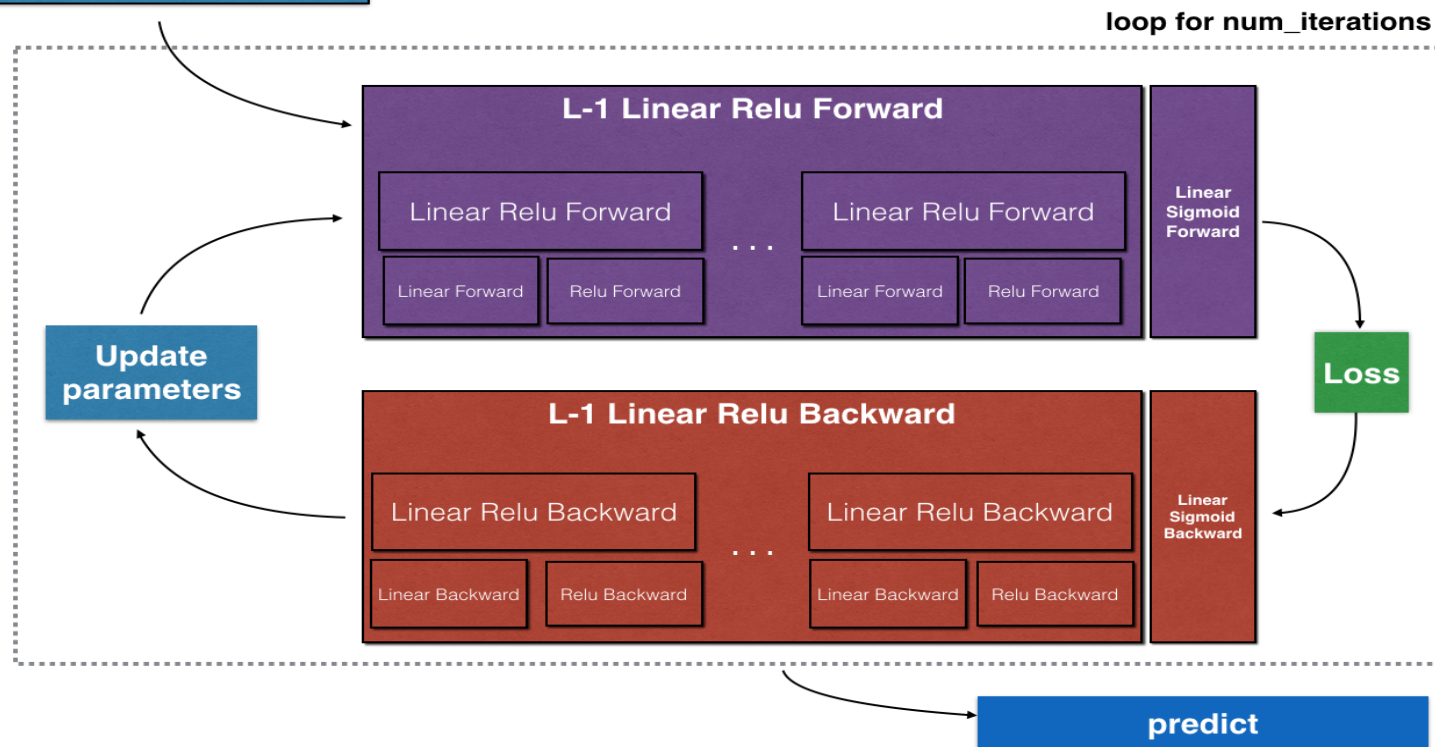 loop for num_iterations
L-1 Linear Relu Forward
Linear Relu Forward
. . .
Linear Relu Forward
Linear Forward
Relu Forward
Linear Forward
Relu Forward
Linear
Sigmoid
Forward
Update
parameters
Loss
L-1 Linear Relu Backward
Linear Relu Backward
. . .
Linear Relu Backward
Linear Backward
Relu Backward
Linear Backward
Relu Backward
Linear
Sigmoid
Backward
predict